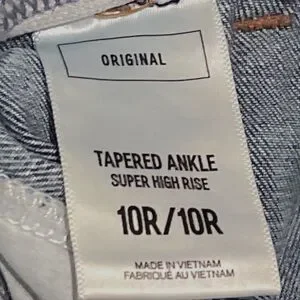 ORIGINAL
TAPERED ANKLE
SUPER HIGH RISE
10R/10R
MADE IN VIETNAM
FABRIQUÉ AU VIETNAM